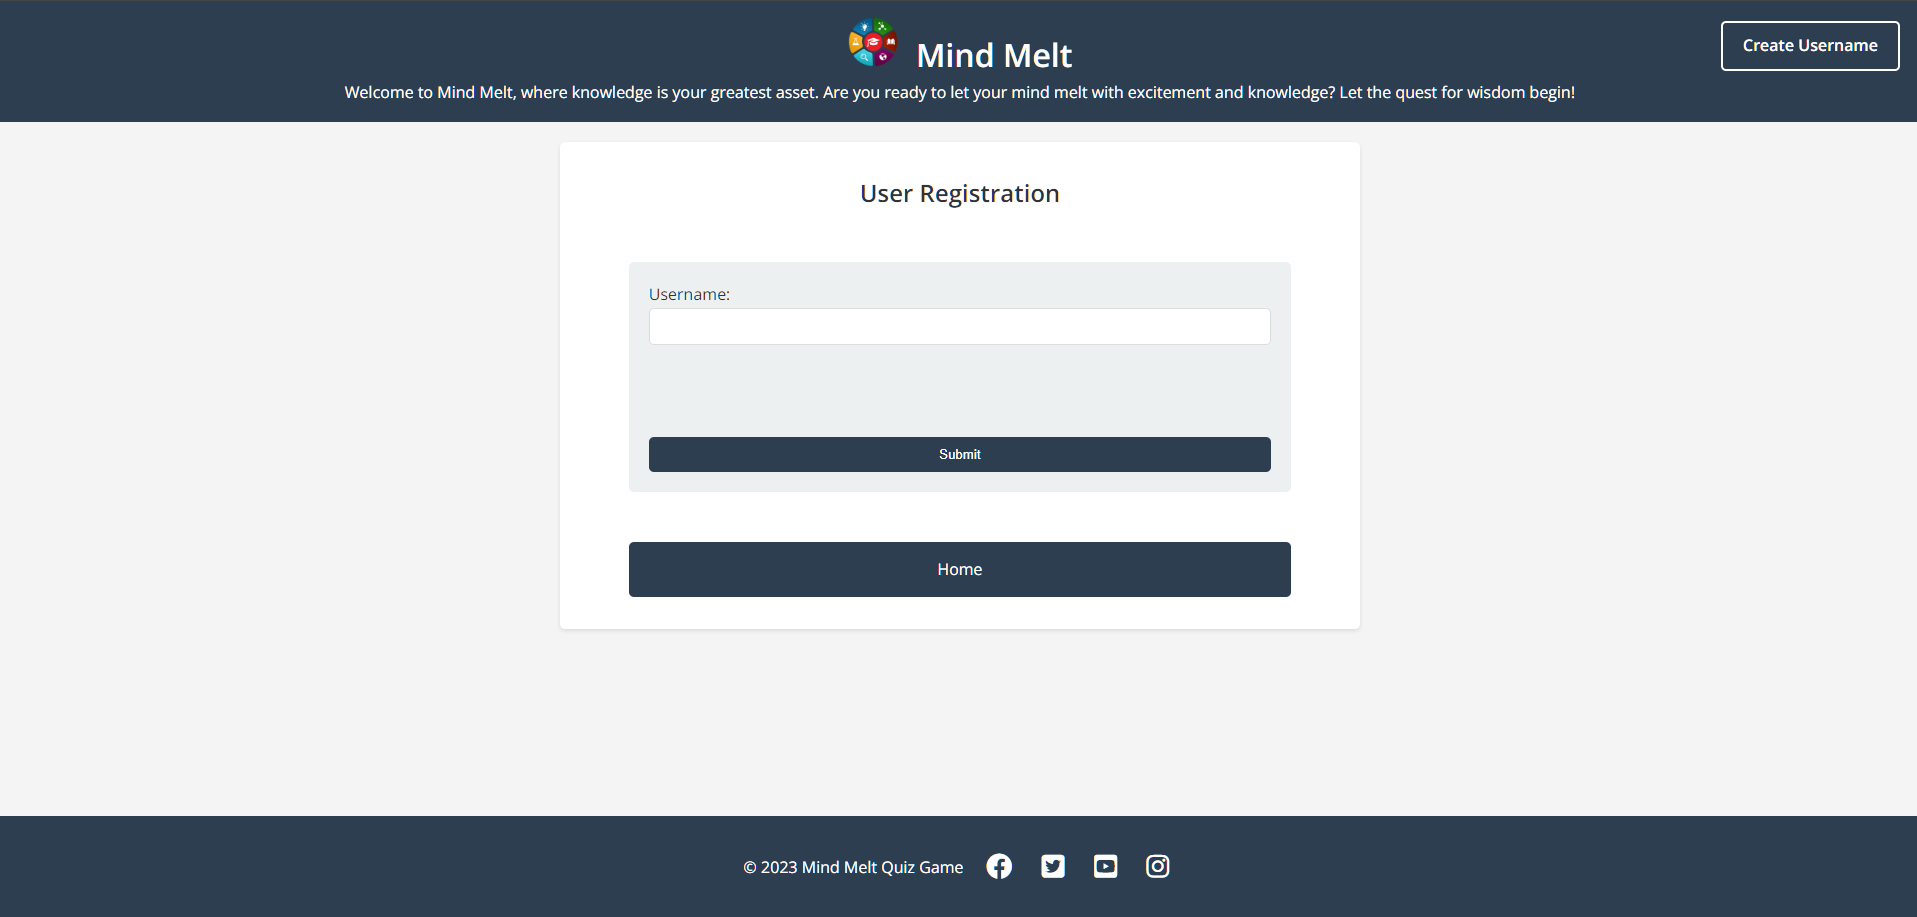 Mind Melt
Create Username
Welcome to Mind Melt, where knowledge is your greatest asset. Are you ready to let your mind melt with excitement and knowledge? Let the quest for wisdom begin!
User Registration
Username:
Submit
Home
© 2023 Mind Melt Quiz Game